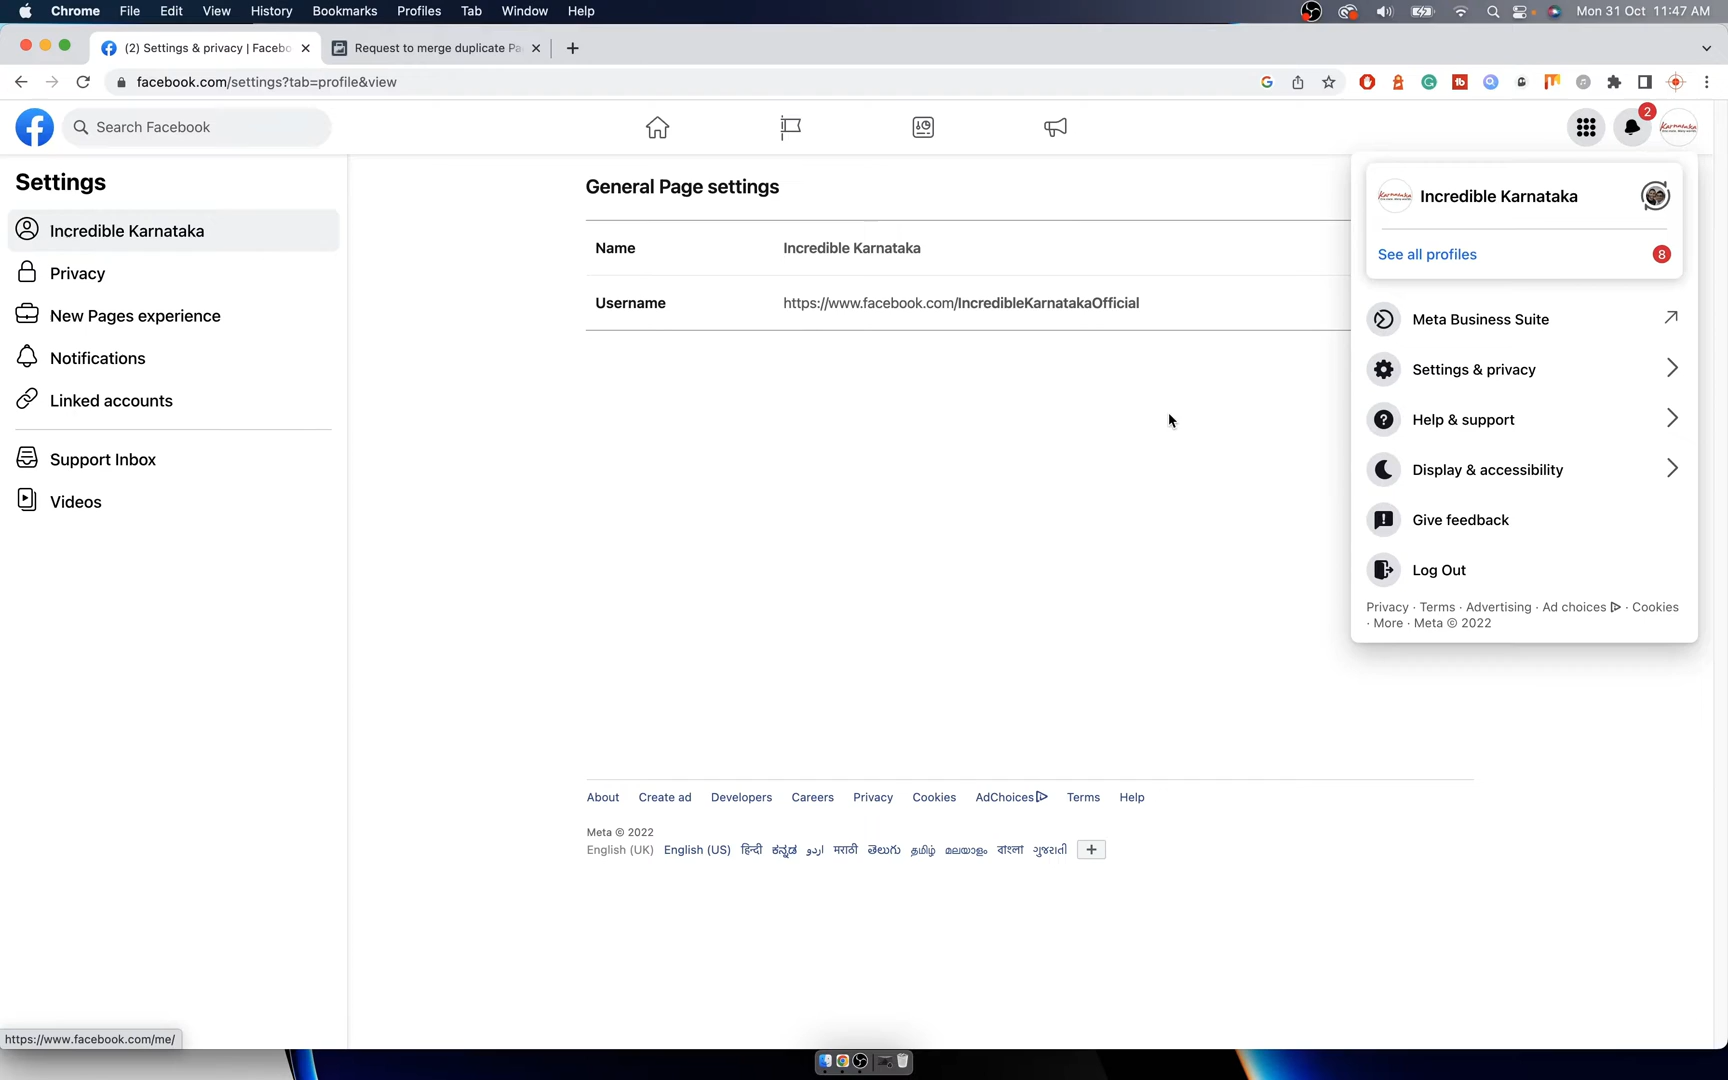 Chrome File Edit View History Bookmarks Profiles Tab Window Help Mon 31 Oct 11:47 AM
(2) Settings & privacy | Facebo Request to merge duplicate Pa
facebook.com/settings?tab=profile&view
Search Facebook
2
Karnataka
Settings
Incredible Karnataka
Privacy
New Pages experience
Notifications
Linked accounts
Support Inbox
Videos
General Page settings
Name Incredible Karnataka
Username https://www.facebook.com/IncredibleKarnatakaOfficial
Karnataka
Incredible Karnataka
See all profiles 8
Meta Business Suite
Settings & privacy
Help & support
Display & accessibility
Give feedback
Log Out
Privacy · Terms · Advertising · Ad choices · Cookies
· More · Meta © 2022
About Create ad Developers Careers Privacy Cookies AdChoices Terms Help
Meta © 2022
English (UK) English (US) हिन्दी ಕನ್ನಡ اردو मराठी తెలుగు தமிழ் മലയാളം বাংলা ગુજરાતી +
https://www.facebook.com/me/